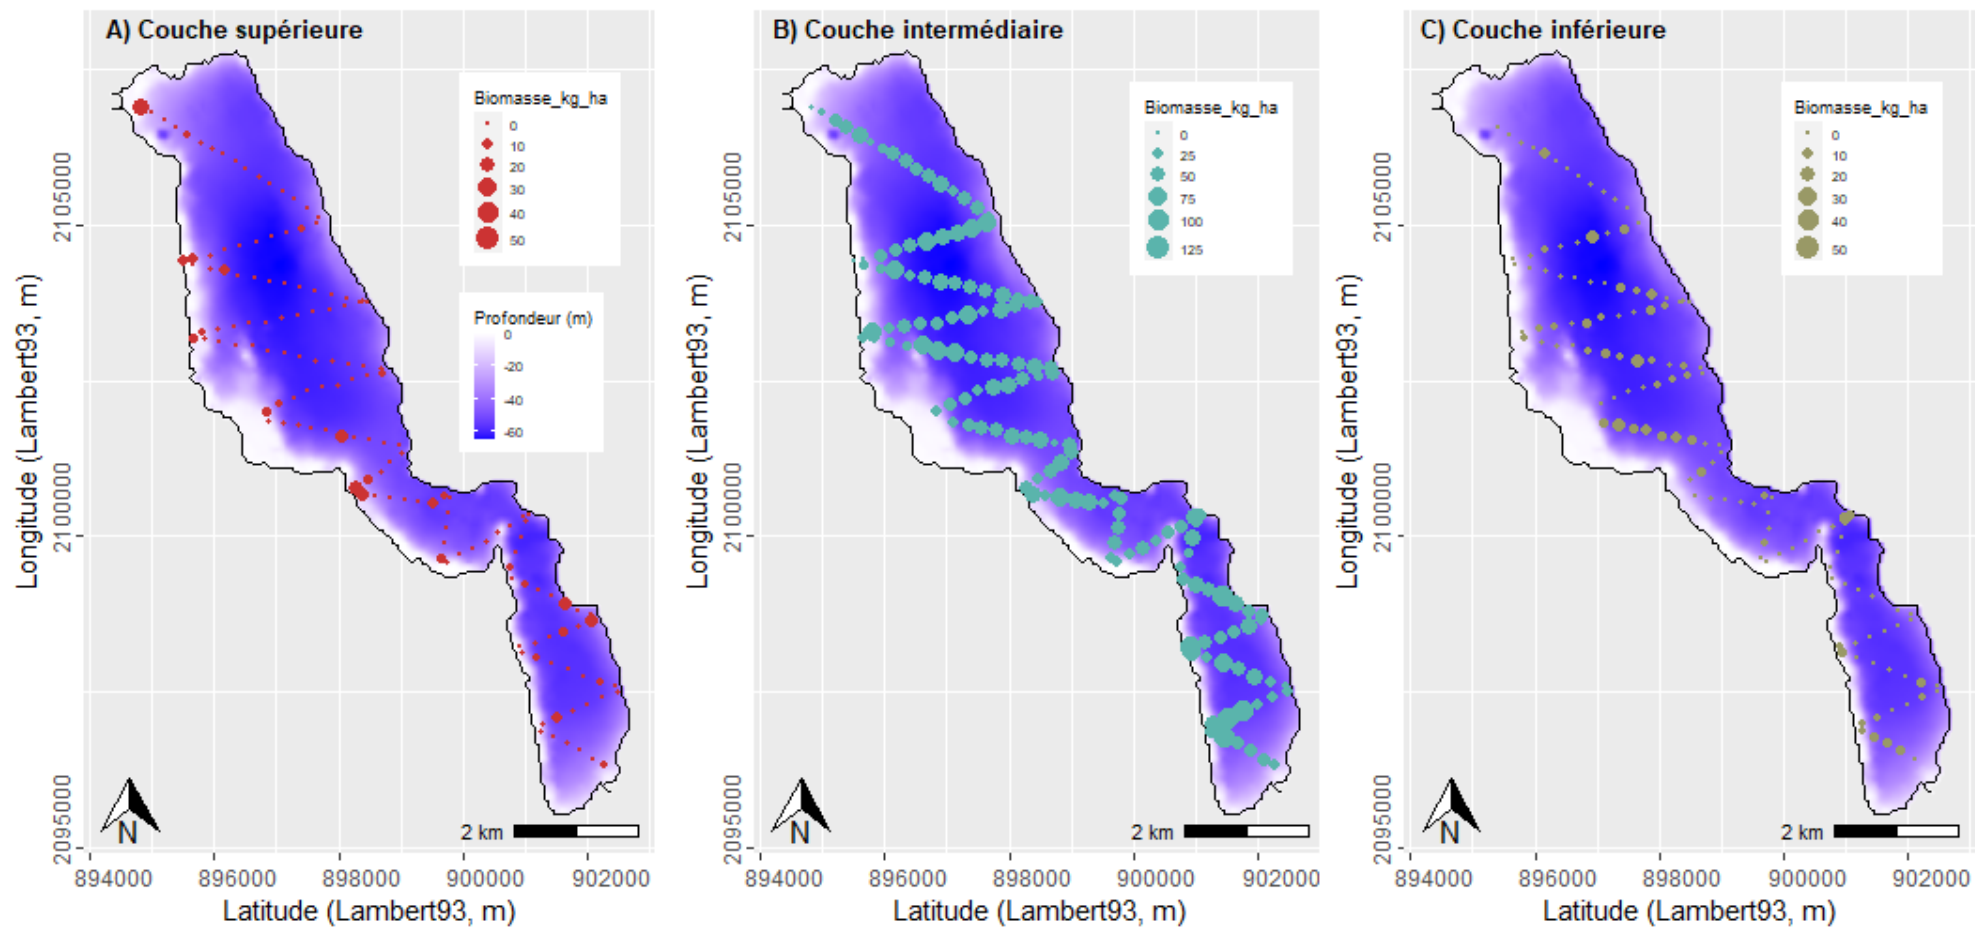 A) Couche supérieure
Biomasse_kg_ha
0
10
20
30
40
50
Profondeur (m)
0
-20
-40
-60
2105000
2100000
2095000
Longitude (Lambert93, m)
N
2 km
894000 896000 898000 900000 902000
Latitude (Lambert93, m)
B) Couche intermédiaire
Biomasse_kg_ha
0
25
50
75
100
125
2105000
2100000
2095000
Longitude (Lambert93, m)
N
2 km
894000 896000 898000 900000 902000
Latitude (Lambert93, m)
C) Couche inférieure
Biomasse_kg_ha
0
10
20
30
40
50
2105000
2100000
2095000
Longitude (Lambert93, m)
N
2 km
894000 896000 898000 900000 902000
Latitude (Lambert93, m)